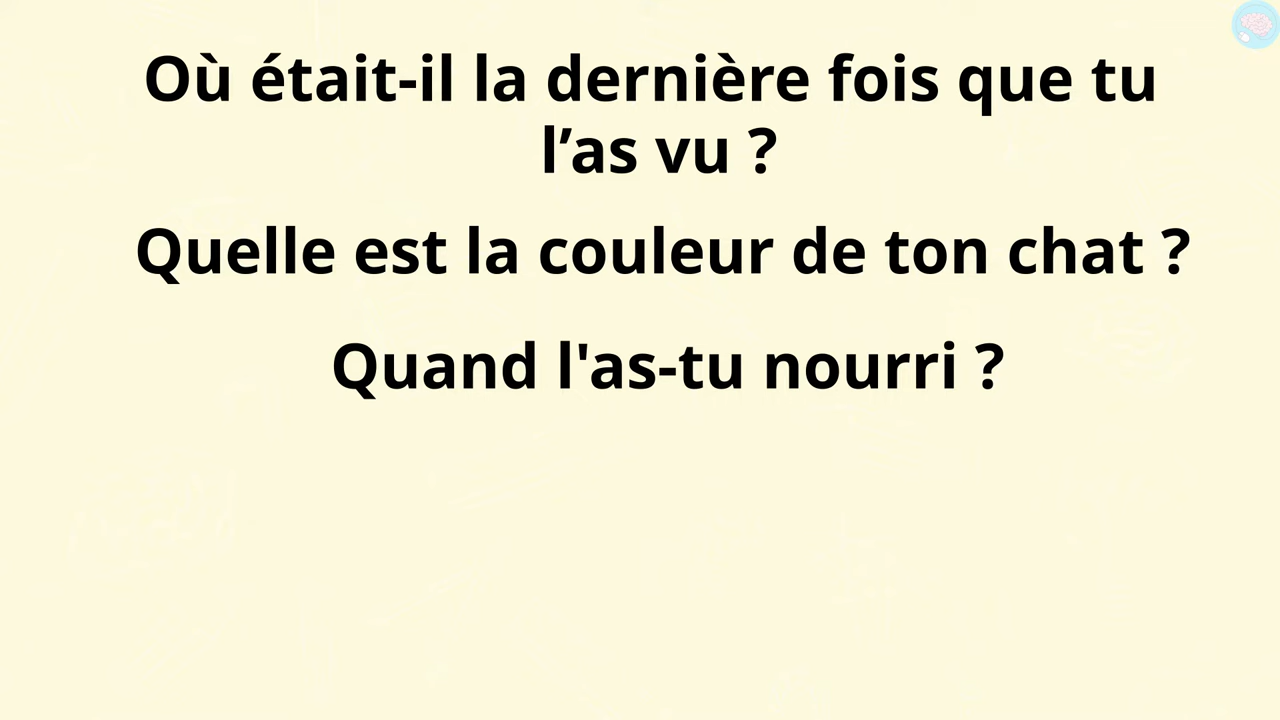 Où était-il la dernière fois que tu
l’as vu ?
Quelle est la couleur de ton chat ?
Quand l'as-tu nourri ?